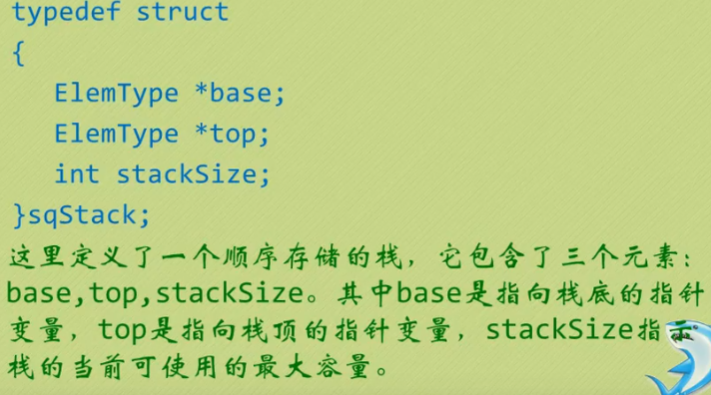 typedef struct
{
ElemType *base;
ElemType *top;
int stackSize;
}sqStack;
这里定义了一个顺序存储的栈，它包含了三个元素：
base,top,stackSize。其中base是指向栈底的指针
变量，top是指向栈顶的指针变量，stackSize指示
栈的当前可使用的最大容量。